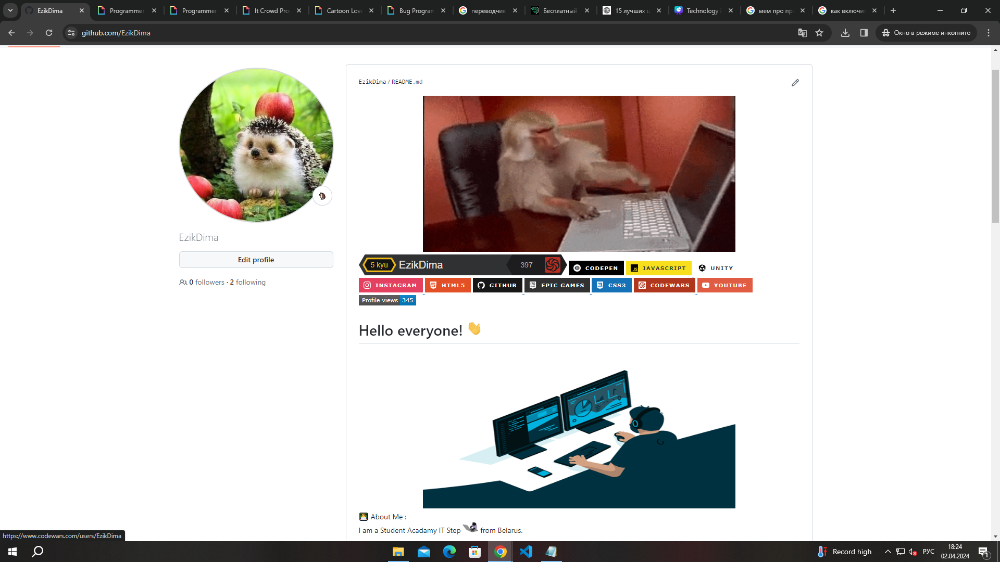 EzikDima
Programmer
Programmer
It Crowd Pro
Cartoon Love
Bug Program
переводчик
Бесплатный
15 лучших ц
Technology i
мем про пр
как включит
github.com/EzikDima
Окно в режиме инкогнито
EzikDima / README.md
5 kyu EzikDima 397
CODEPEN JAVASCRIPT UNITY
INSTAGRAM HTML5 GITHUB EPIC GAMES CSS3 CODEWARS YOUTUBE
Profile views 345
EzikDima
Edit profile
0 followers · 2 following
Hello everyone! 👋
About Me :
I am a Student Acadamy IT Step from Belarus.
https://www.codewars.com/users/EzikDima
Record high
РУС
18:24
02.04.2024
1